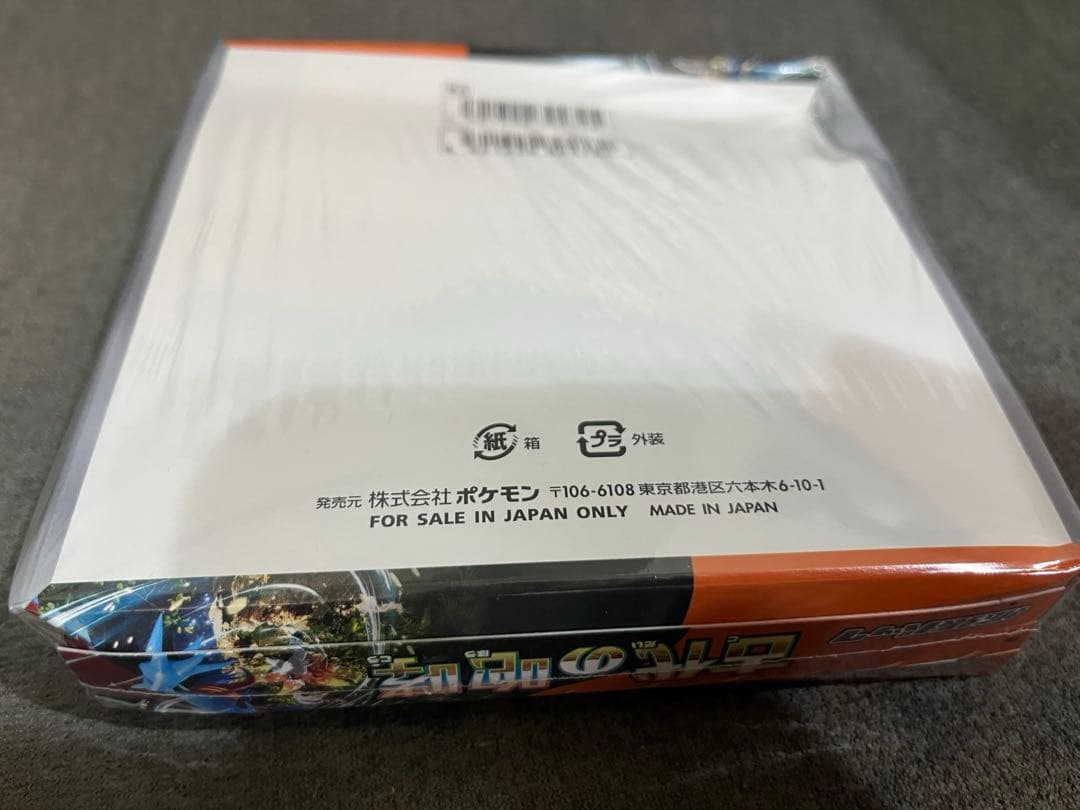 紙 箱 プラ 外装
発売元 株式会社 ポケモン 〒106-6108 東京都港区六本木6-10-1
FOR SALE IN JAPAN ONLY MADE IN JAPAN